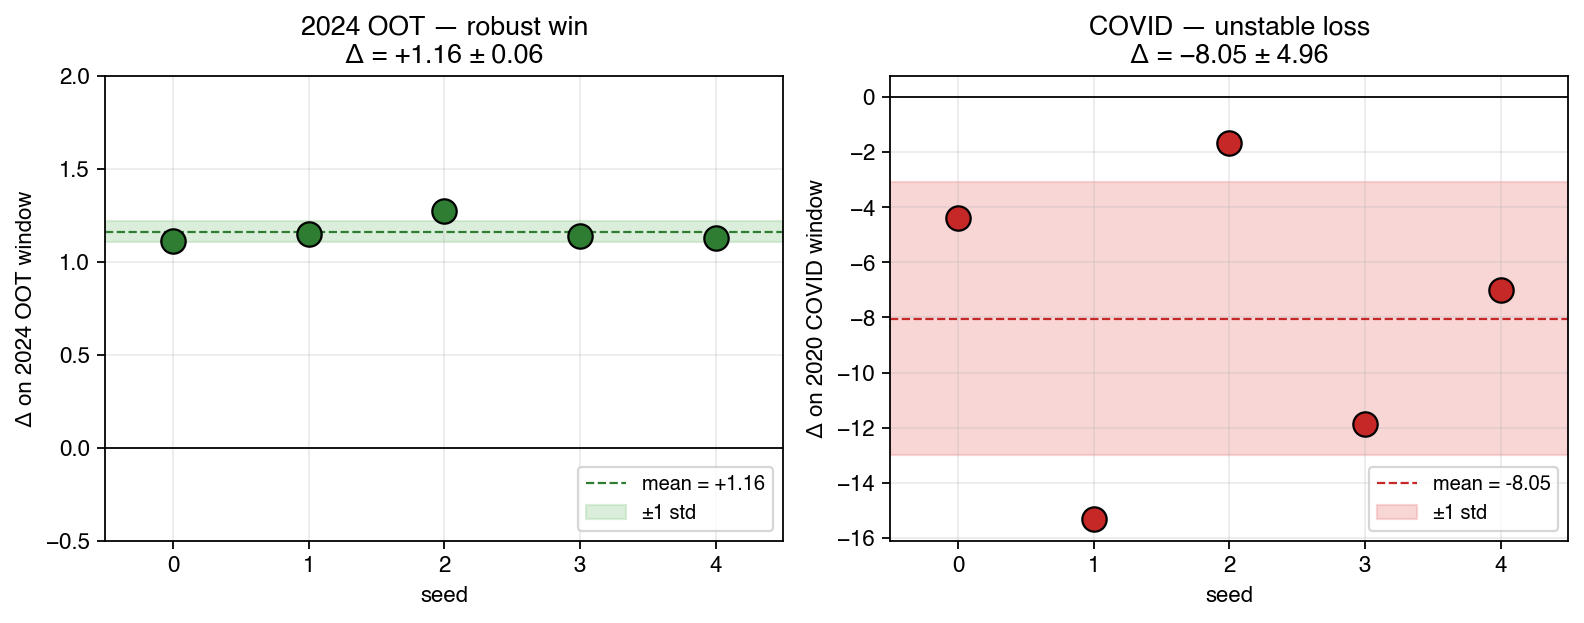 2024 OOT — robust win
Δ = +1.16 ± 0.06
Δ on 2024 OOT window
2.0
1.5
1.0
0.5
0.0
−0.5
0
1
2
3
4
seed
mean = +1.16
±1 std
COVID — unstable loss
Δ = −8.05 ± 4.96
Δ on 2020 COVID window
0
−2
−4
−6
−8
−10
−12
−14
−16
0
1
2
3
4
seed
mean = -8.05
±1 std